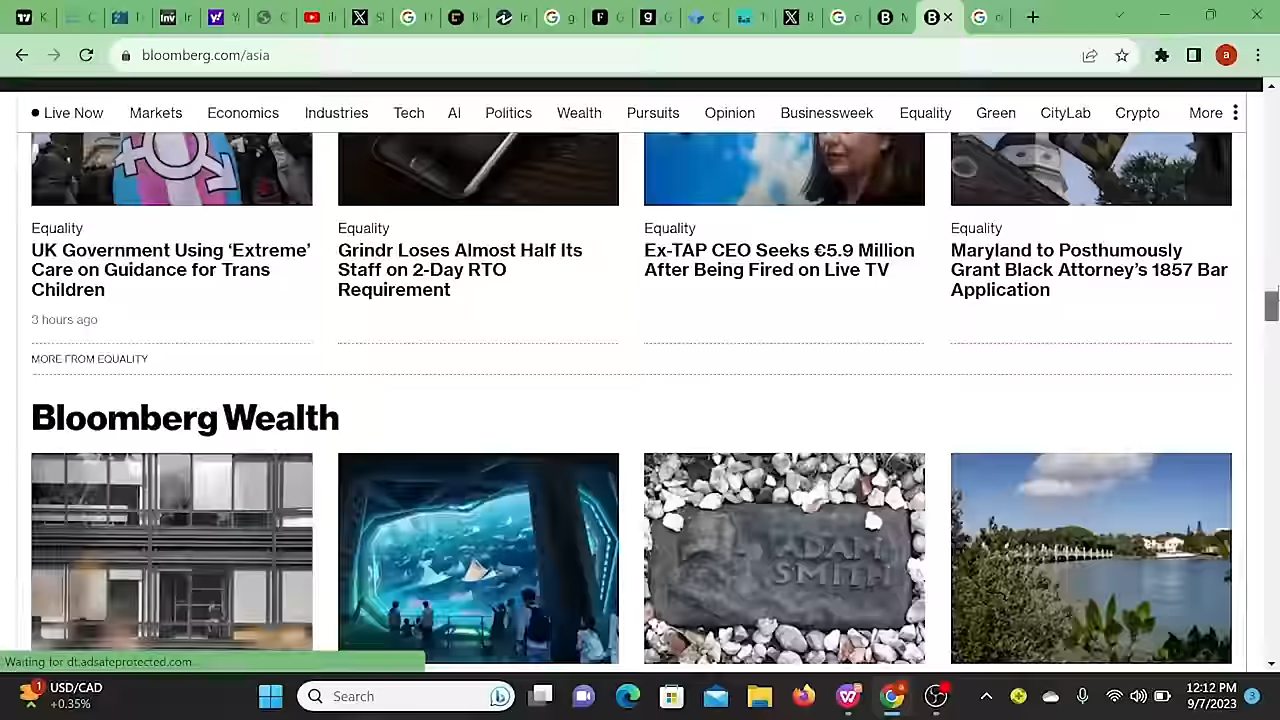 bloomberg.com/asia
Live Now Markets Economics Industries Tech AI Politics Wealth Pursuits Opinion Businessweek Equality Green CityLab Crypto More
Equality
UK Government Using ‘Extreme’
Care on Guidance for Trans
Children
3 hours ago
Equality
Grindr Loses Almost Half Its
Staff on 2-Day RTO
Requirement
Equality
Ex-TAP CEO Seeks €5.9 Million
After Being Fired on Live TV
Equality
Maryland to Posthumously
Grant Black Attorney’s 1857 Bar
Application
MORE FROM EQUALITY
Bloomberg Wealth
ADAM
SMITH
Waiting for dt.adsafeprotected.com...
1
USD/CAD
+0.35%
Search
12:12 PM
9/7/2023
3